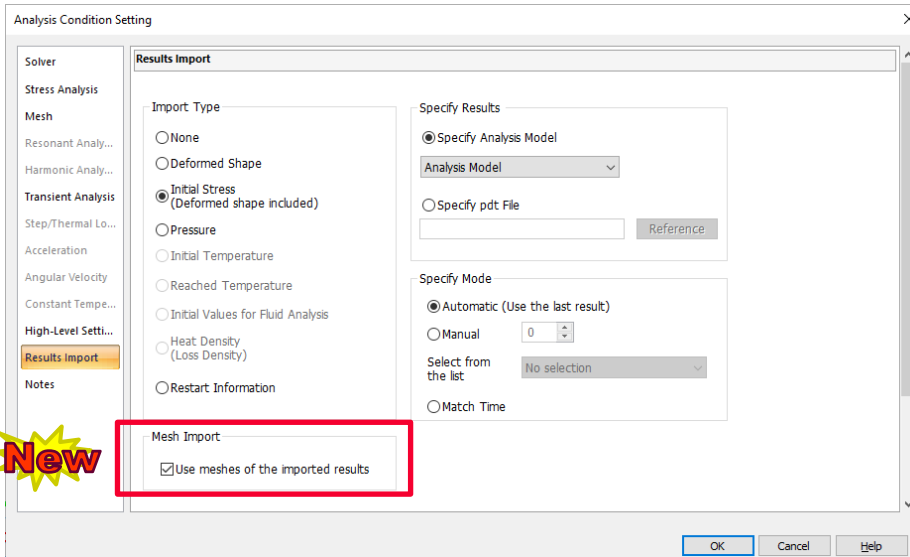 Analysis Condition Setting
Solver
Stress Analysis
Mesh
Resonant Analy...
Harmonic Analy...
Transient Analysis
Step/Thermal Lo...
Acceleration
Angular Velocity
Constant Tempe...
High-Level Setti...
Results Import
Notes
Results Import
Import Type
None
Deformed Shape
Initial Stress
(Deformed shape included)
Pressure
Initial Temperature
Reached Temperature
Initial Values for Fluid Analysis
Heat Density
(Loss Density)
Restart Information
Mesh Import
Use meshes of the imported results
New
Specify Results
Specify Analysis Model
Analysis Model
Specify pdt File
Reference
Specify Mode
Automatic (Use the last result)
Manual 0
Select from
the list
No selection
Match Time
OK Cancel Help